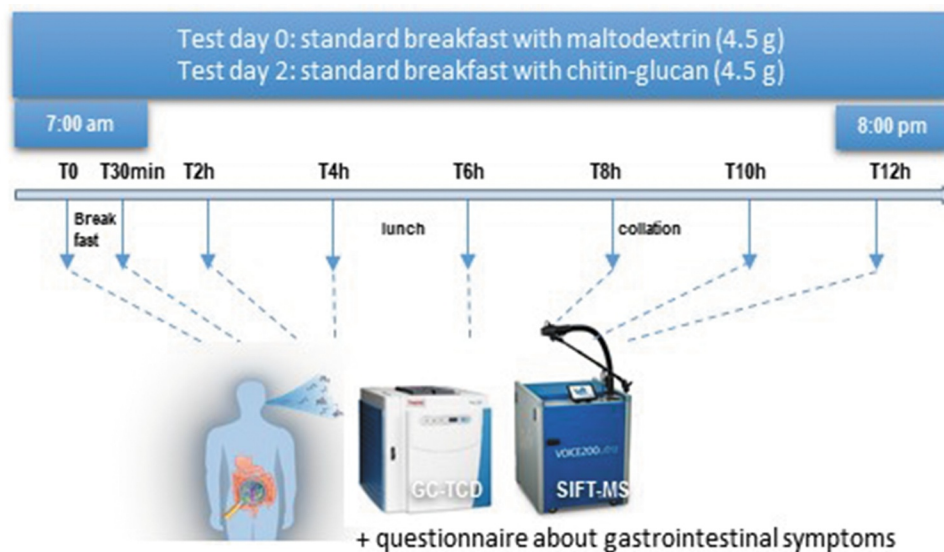 Test day 0: standard breakfast with maltodextrin (4.5 g)
Test day 2: standard breakfast with chitin-glucan (4.5 g)
7:00 am
8:00 pm
T0 T30min T2h T4h T6h T8h T10h T12h
Break
fast
lunch
collation
VOICE200ultra
GC-TCD
SIFT-MS
+ questionnaire about gastrointestinal symptoms